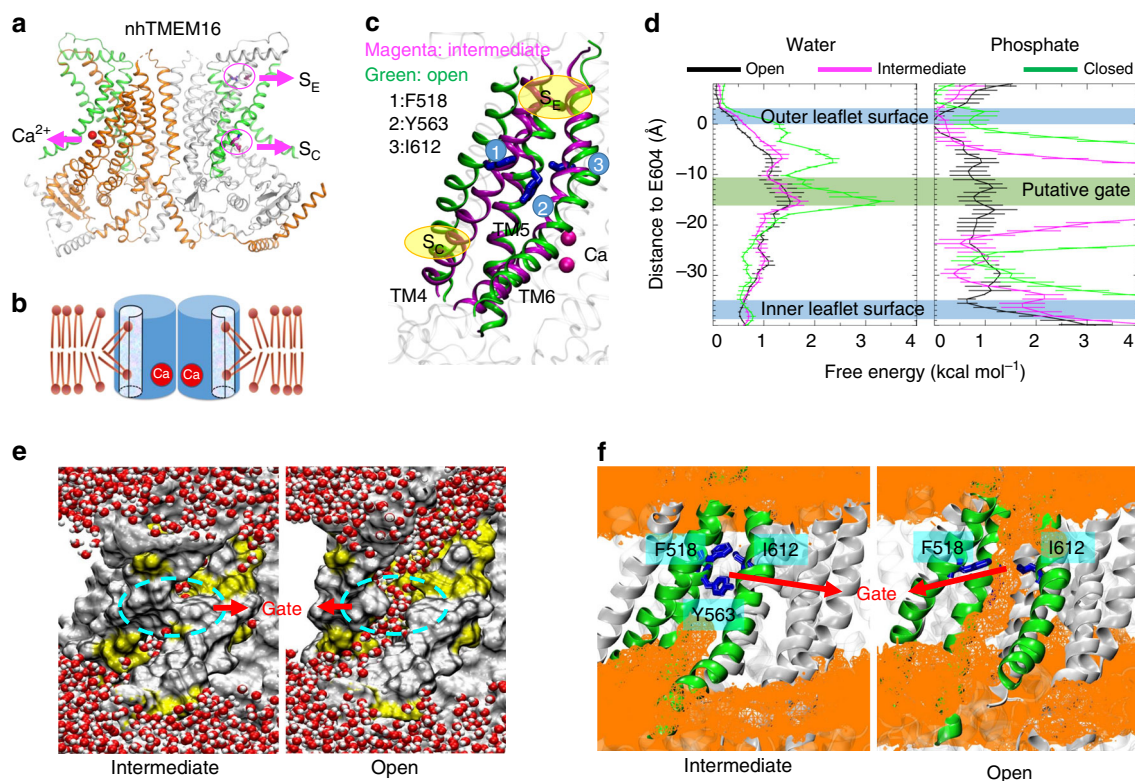 a
nhTMEM16
S_E
Ca2+
S_C
b
Ca Ca
c
Magenta: intermediate
Green: open
1:F518
2:Y563
3:I612
S_E
1
3
2
S_C
TM5
Ca
TM4
TM6
d
Water Phosphate
Open Intermediate Closed
Distance to E604 (Å)
0
−10
−20
−30
Outer leaflet surface
Putative gate
Inner leaflet surface
0 1 2 3 4 0 1 2 3 4
Free energy (kcal mol−1)
e
Gate
Intermediate Open
f
F518 I612 F518 I612
Gate
Y563
Intermediate Open